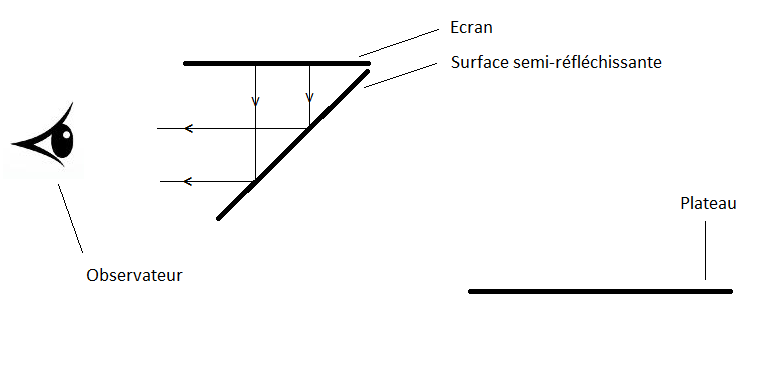 Ecran
Surface semi-réfléchissante
Plateau
Observateur